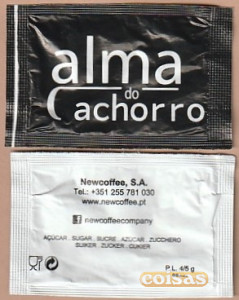 alma
do
Cachorro
Newcoffee, S.A.
Tel.: +351 255 781 030
www.newcoffee.pt
newcoffeecompany
AÇÚCAR . SUGAR . SUCRE . AZUCAR . ZUCCHERO
SUIKER . ZUCKER . CUKIER
P.L. 4/5 g
coisas